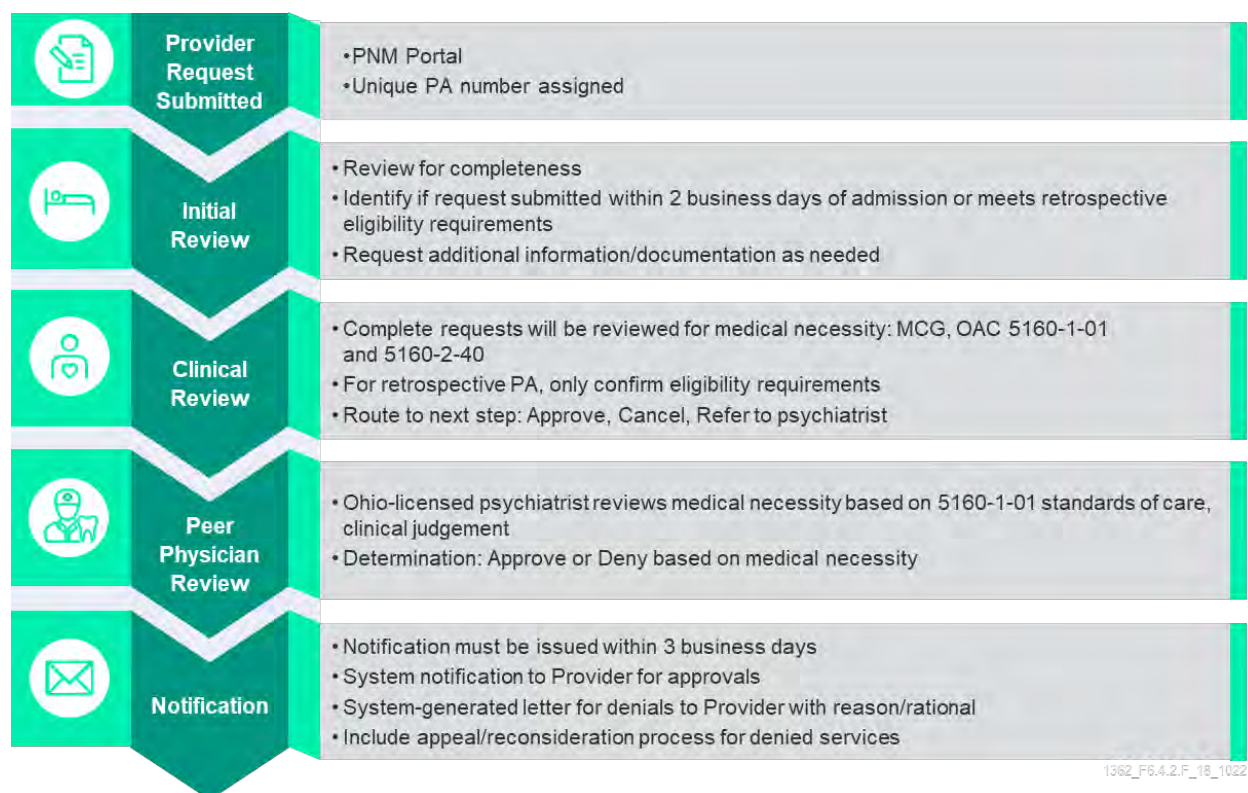 Provider
Request
Submitted
•PNM Portal
•Unique PA number assigned
Initial
Review
• Review for completeness
• Identify if request submitted within 2 business days of admission or meets retrospective
eligibility requirements
• Request additional information/documentation as needed
Clinical
Review
• Complete requests will be reviewed for medical necessity: MCG, OAC 5160-1-01
and 5160-2-40
• For retrospective PA, only confirm eligibility requirements
• Route to next step: Approve, Cancel, Refer to psychiatrist
Peer
Physician
Review
• Ohio-licensed psychiatrist reviews medical necessity based on 5160-1-01 standards of care,
clinical judgement
• Determination: Approve or Deny based on medical necessity
Notification
• Notification must be issued within 3 business days
• System notification to Provider for approvals
• System-generated letter for denials to Provider with reason/rational
• Include appeal/reconsideration process for denied services
1362_F6.4.2.F_18_1022